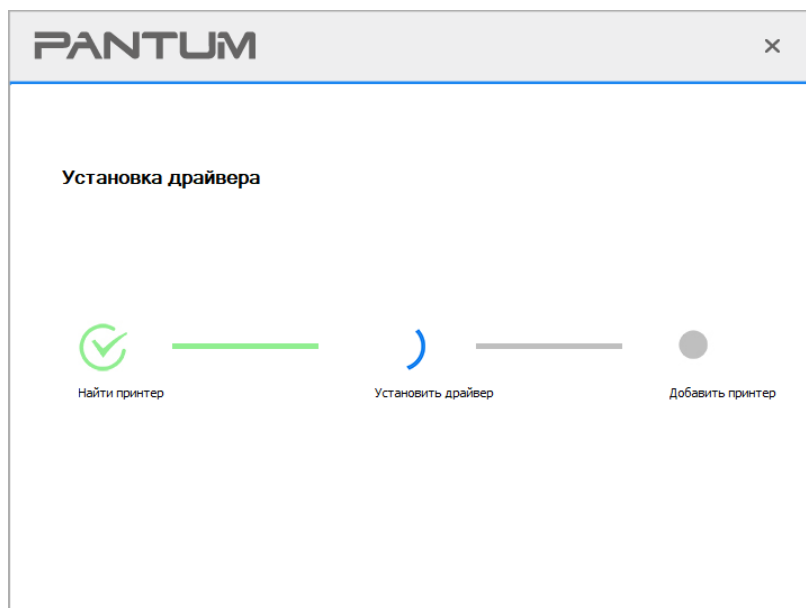 PANTUM
Установка драйвера
Найти принтер
Установить драйвер
Добавить принтер